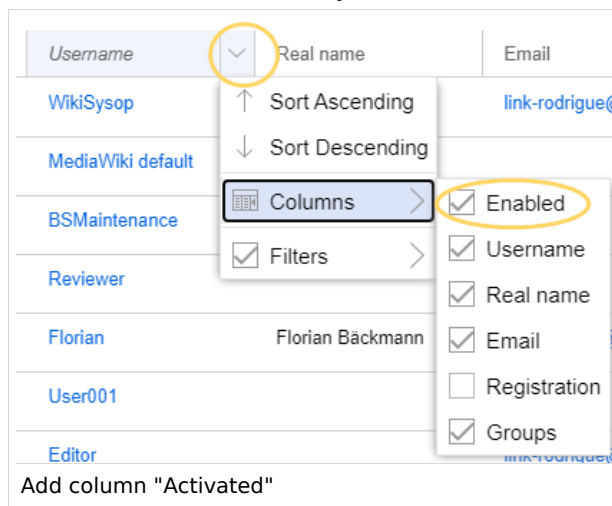 Username Real name Email
WikiSysop Sort Ascending link-rodrigue@
MediaWiki default Sort Descending
Columns Enabled
BSMaintenance Username
Filters
Reviewer Real name
Florian Florian Bäckmann Email
User001 Registration
Groups
Editor
Add column "Activated"